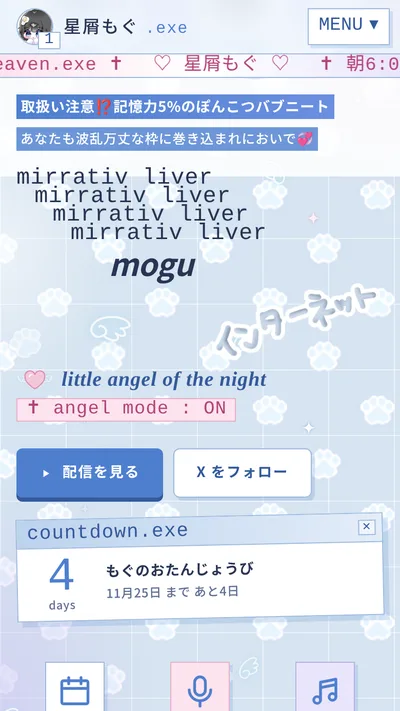 1
星屑もぐ .exe
MENU ▼
eaven.exe ✝ ♡ 星屑もぐ ♡ ✝ 朝6:0
取扱い注意⁉️記憶力5%のぽんこつバブニート
あなたも波乱万丈な枠に巻き込まれにおいで💞
mirrativ liver
mirrativ liver
mirrativ liver
mirrativ liver
mogu
インターネット
little angel of the night
✝ angel mode : ON
▸ 配信を見る
X をフォロー
countdown.exe
×
4
days
もぐのおたんじょうび
11月25日 まで あと4日